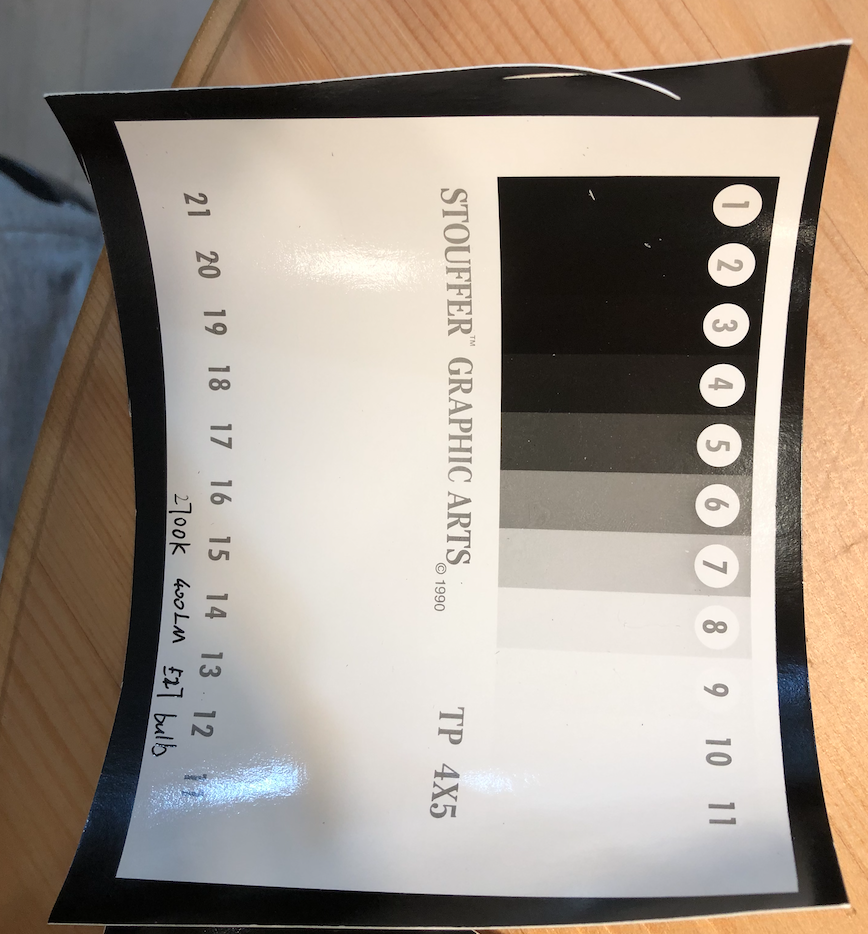 1 2 3 4 5 6 7 8 9 10 11
STOUFFER™ GRAPHIC ARTS © 1990 TP 4X5
21 20 19 18 17 16 15 14 13 12 11
2700K 400LM E27 bulb